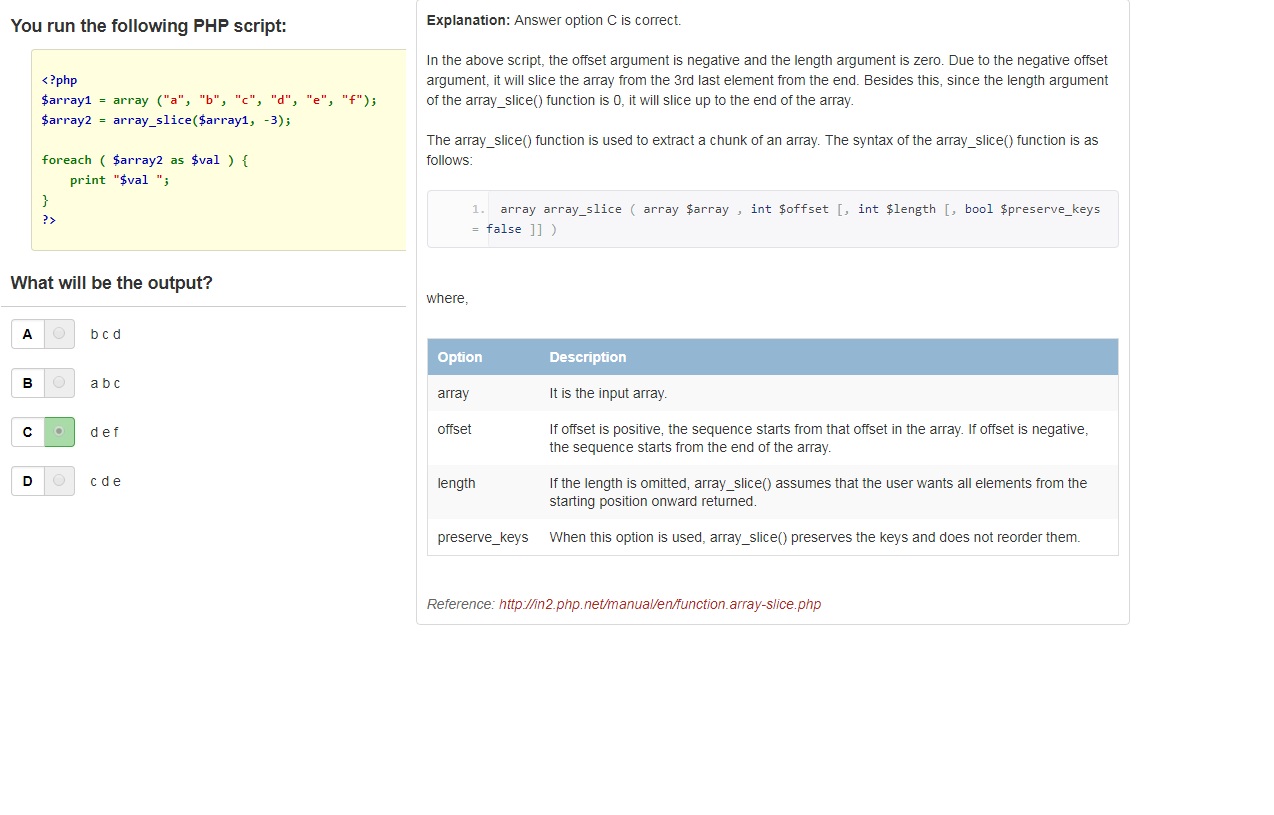 You run the following PHP script:
<?php
$array1 = array ("a", "b", "c", "d", "e", "f");
$array2 = array_slice($array1, -3);
foreach ( $array2 as $val ) {
    print "$val ";
}
?>
What will be the output?
A b c d
B a b c
C d e f
D c d e
Explanation: Answer option C is correct.
In the above script, the offset argument is negative and the length argument is zero. Due to the negative offset
argument, it will slice the array from the 3rd last element from the end. Besides this, since the length argument
of the array_slice() function is 0, it will slice up to the end of the array.
The array_slice() function is used to extract a chunk of an array. The syntax of the array_slice() function is as
follows:
1. array array_slice ( array $array , int $offset [, int $length [, bool $preserve_keys
= false ]] )
where,
Option Description
array It is the input array.
offset If offset is positive, the sequence starts from that offset in the array. If offset is negative,
the sequence starts from the end of the array.
length If the length is omitted, array_slice() assumes that the user wants all elements from the
starting position onward returned.
preserve_keys When this option is used, array_slice() preserves the keys and does not reorder them.
Reference: http://in2.php.net/manual/en/function.array-slice.php